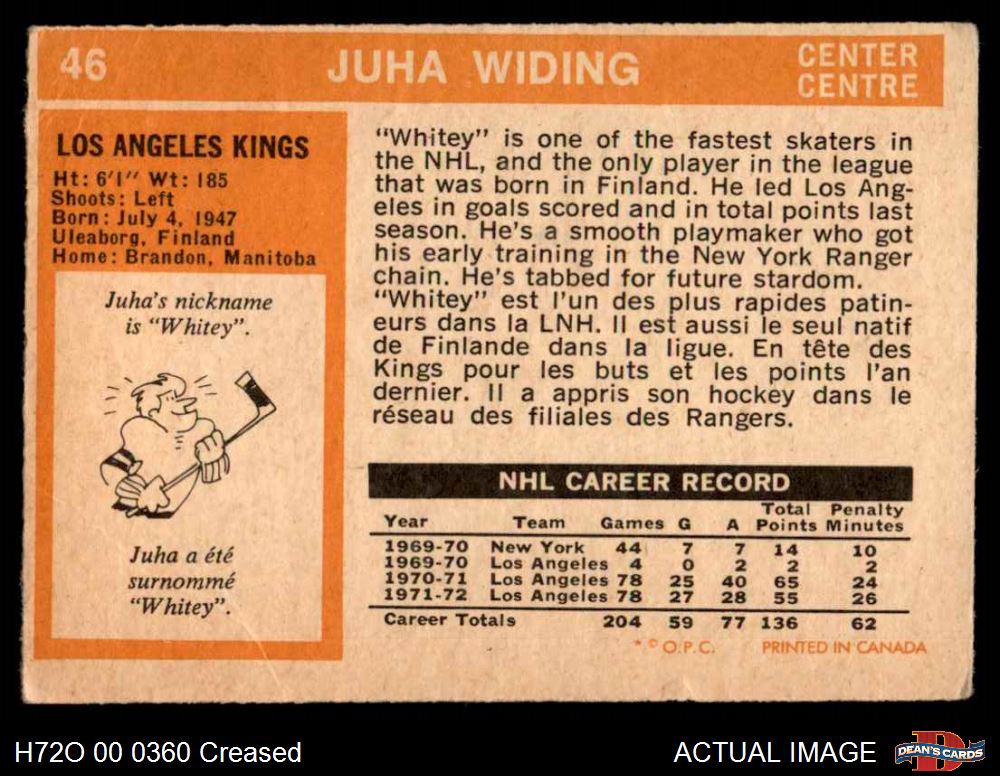 46
JUHA WIDING
CENTER
CENTRE
LOS ANGELES KINGS
Ht: 6'1" Wt: 185
Shoots: Left
Born: July 4, 1947
Uleaborg, Finland
Home: Brandon, Manitoba
Juha's nickname
is "Whitey".
Juha a été
surnommé
"Whitey".
"Whitey" is one of the fastest skaters in
the NHL, and the only player in the league
that was born in Finland. He led Los Ang-
eles in goals scored and in total points last
season. He's a smooth playmaker who got
his early training in the New York Ranger
chain. He's tabbed for future stardom.
"Whitey" est l'un des plus rapides patin-
eurs dans la LNH. Il est aussi le seul natif
de Finlande dans la ligue. En tête des
Kings pour les buts et les points l'an
dernier. Il a appris son hockey dans le
réseau des filiales des Rangers.
NHL CAREER RECORD
Total Penalty
Year Team Games G A Points Minutes
1969-70 New York 44 7 7 14 10
1969-70 Los Angeles 4 0 2 2 2
1970-71 Los Angeles 78 25 40 65 24
1971-72 Los Angeles 78 27 28 55 26
Career Totals 204 59 77 136 62
* © O.P.C. PRINTED IN CANADA
H72O 00 0360 Creased
ACTUAL IMAGE
D
DEAN'S CARDS